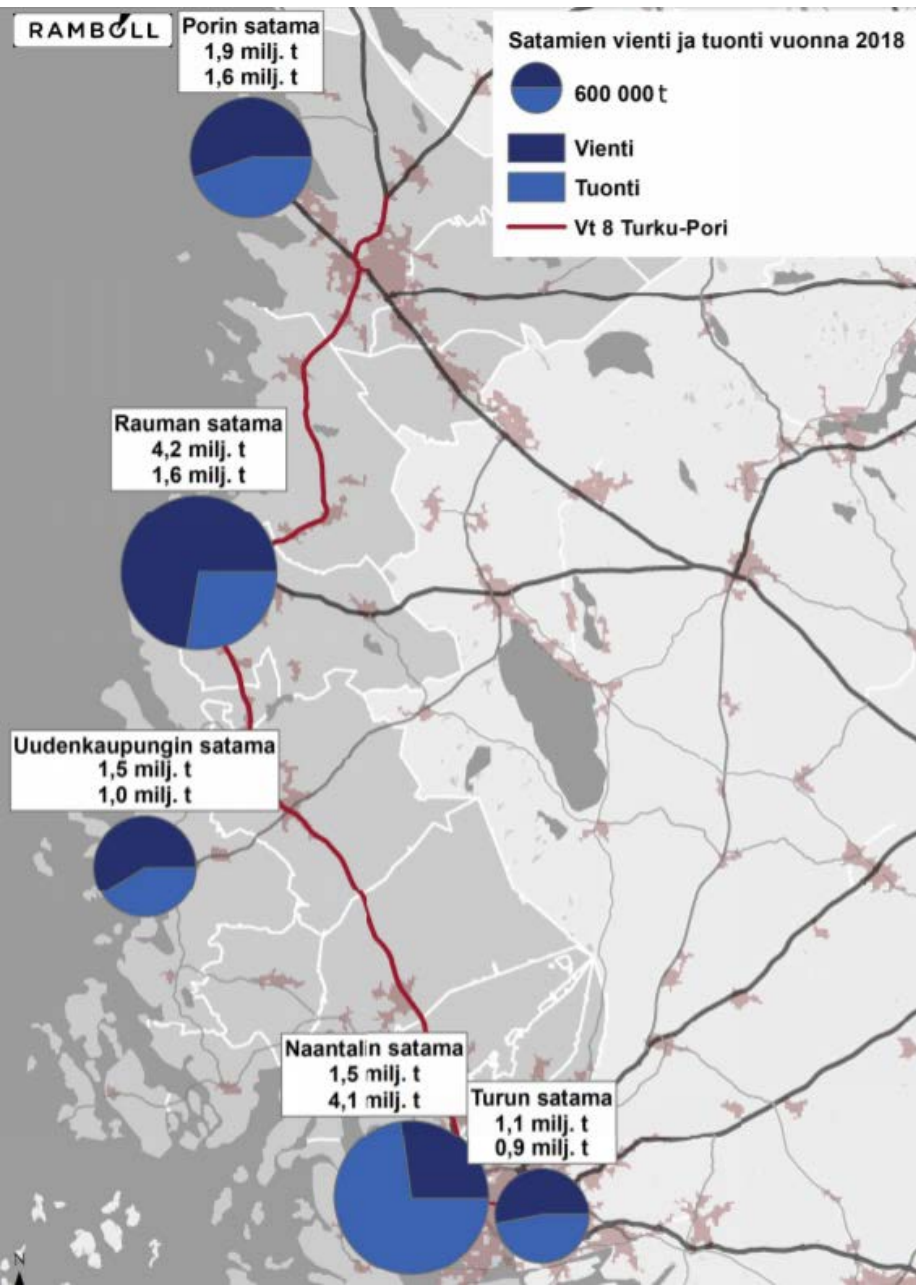 RAMBOLL
Porin satama
1,9 milj. t
1,6 milj. t
Satamien vienti ja tuonti vuonna 2018
600 000 t
Vienti
Tuonti
Vt 8 Turku-Pori
Rauman satama
4,2 milj. t
1,6 milj. t
Uudenkaupungin satama
1,5 milj. t
1,0 milj. t
Naantalin satama
1,5 milj. t
4,1 milj. t
Turun satama
1,1 milj. t
0,9 milj. t
N